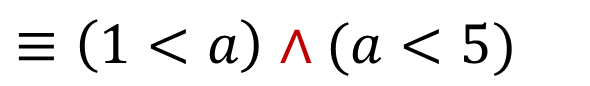 ≡ (1 < a) ∧ (a < 5)